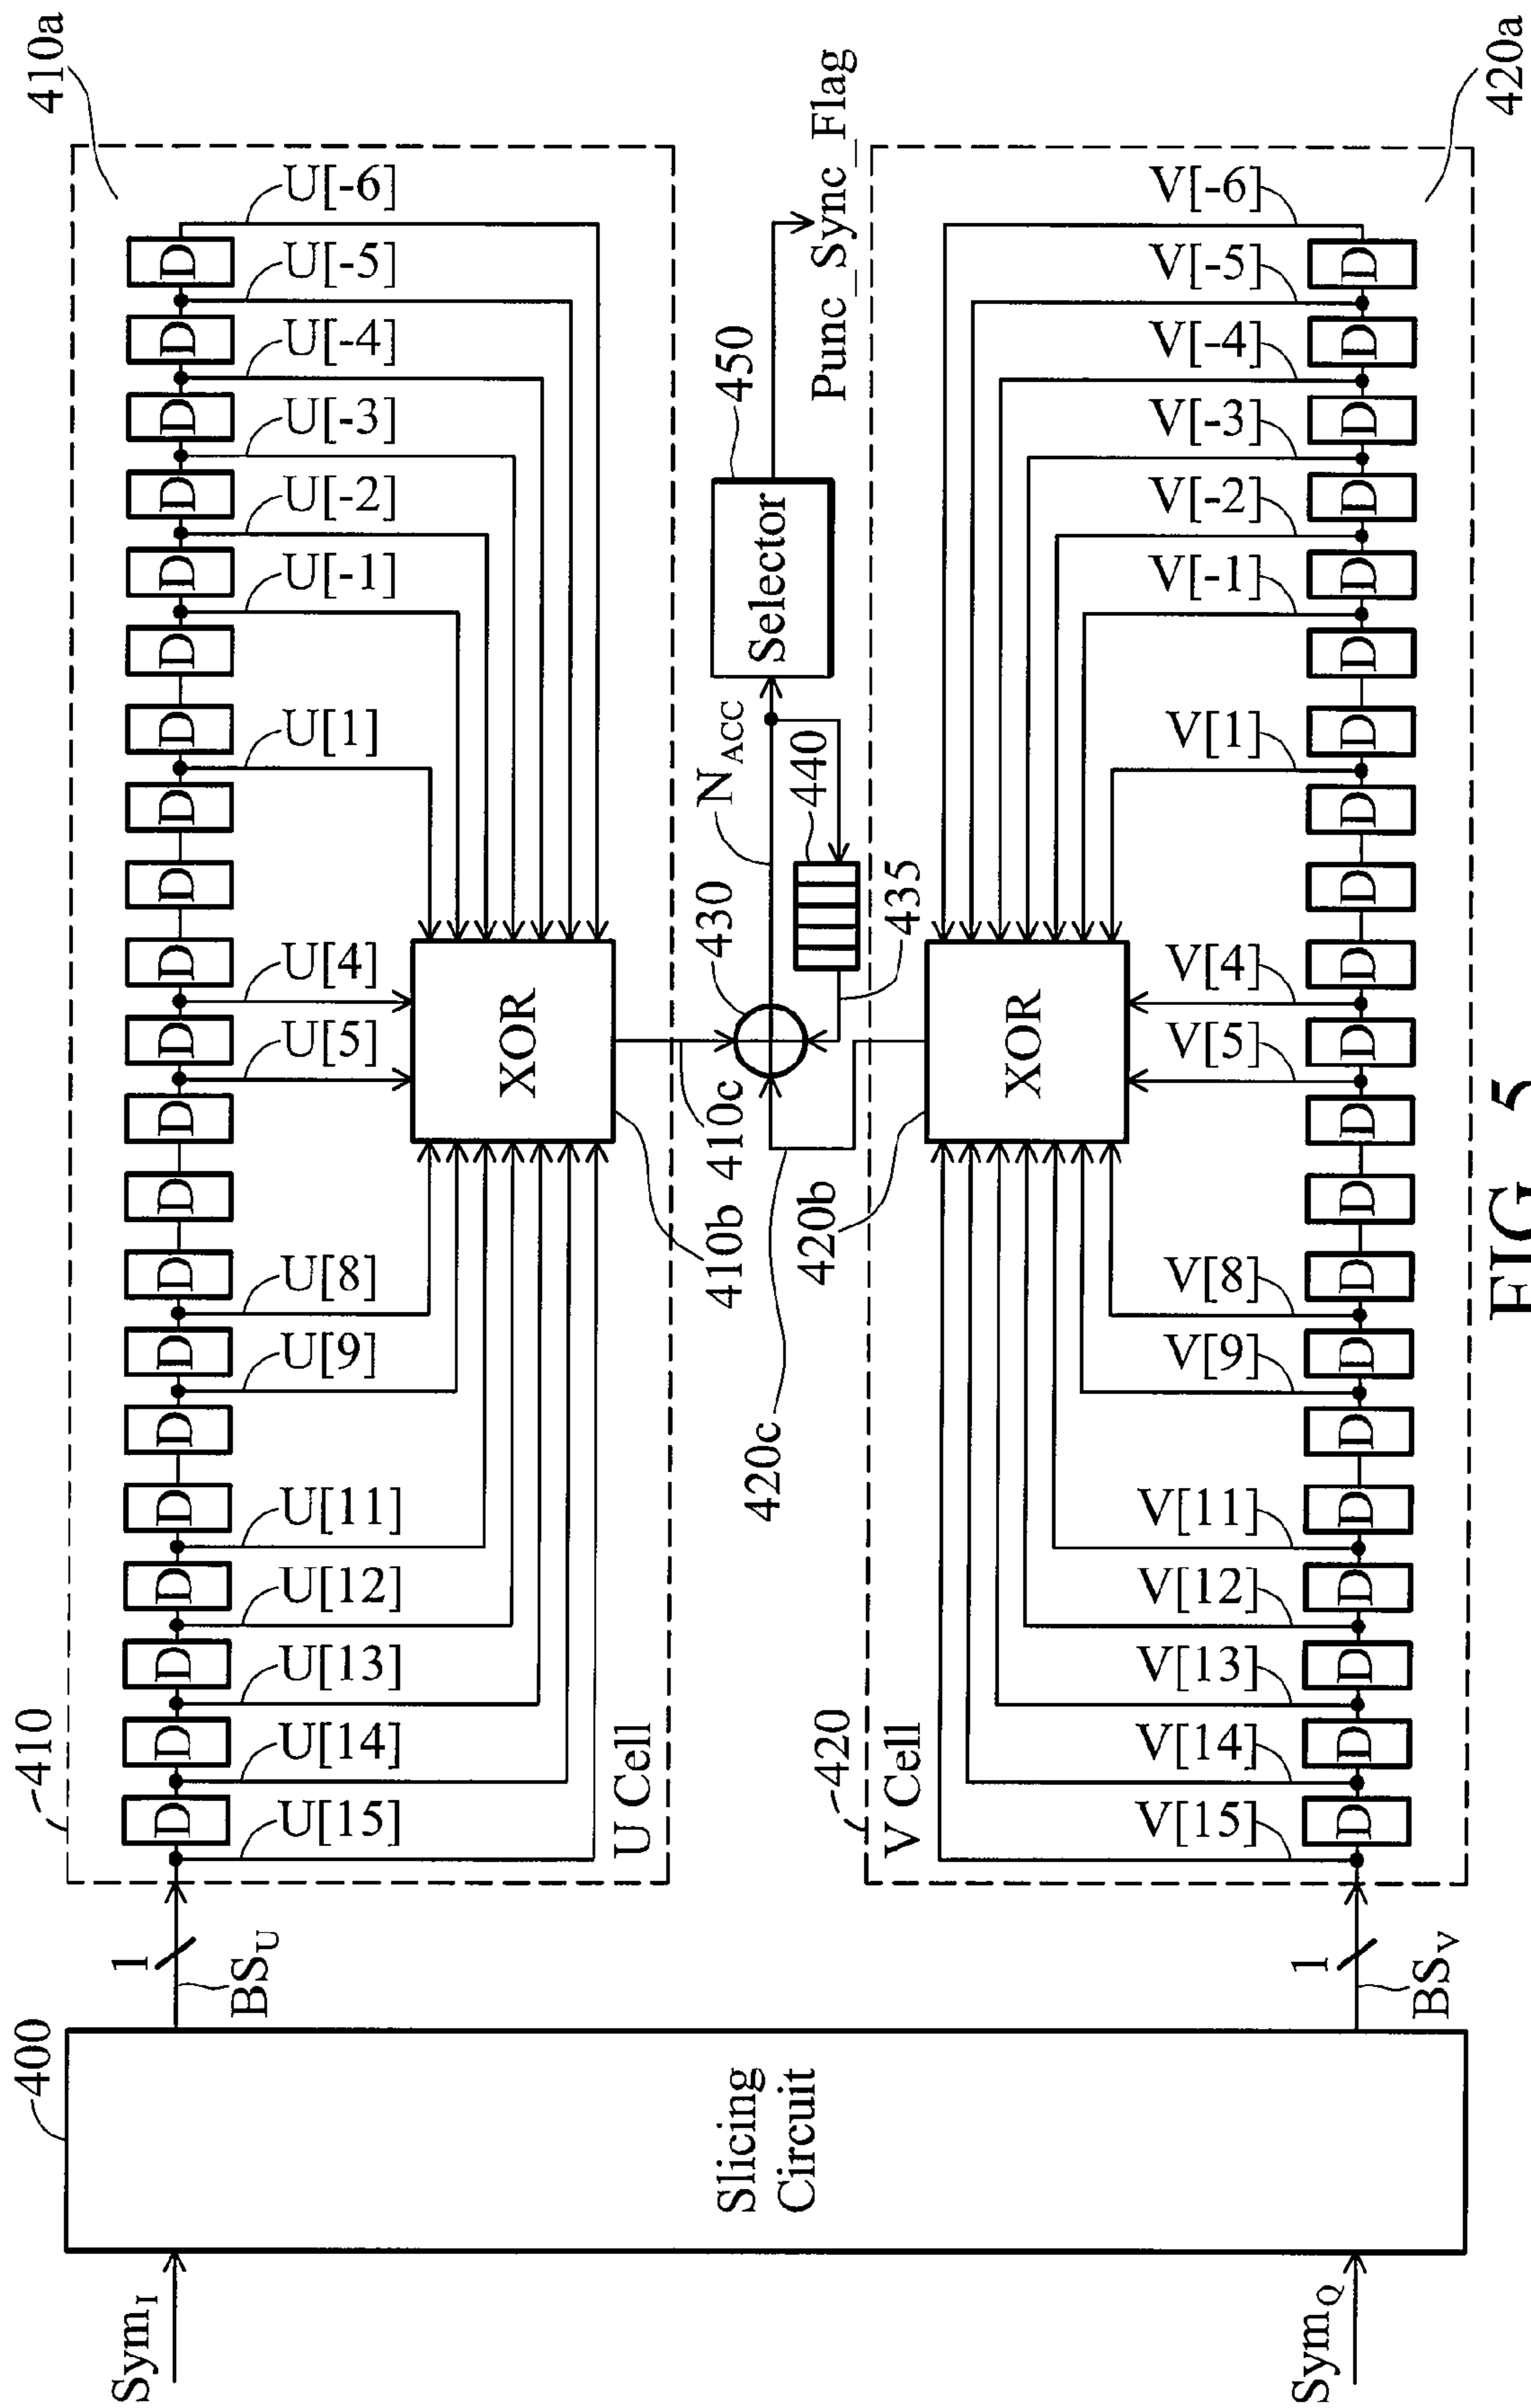 410
410a
D D D D D D D D D D D D D D D D D D D D D
U[15] U[14] U[13] U[12] U[11] U[9] U[8] U[5] U[4] U[1] U[-1] U[-2] U[-3] U[-4] U[-5] U[-6]
XOR
U Cell
410b
410c
400
Sym_I
1
BS_U
Slicing
Circuit
Sym_Q
1
BS_V
430
N_ACC
440
435
Selector
450
Punc_Sync_Flag
420c
420
420b
V Cell
XOR
V[15] V[14] V[13] V[12] V[11] V[9] V[8] V[5] V[4] V[1] V[-1] V[-2] V[-3] V[-4] V[-5] V[-6]
D D D D D D D D D D D D D D D D D D D D D
420a
FIG. 5